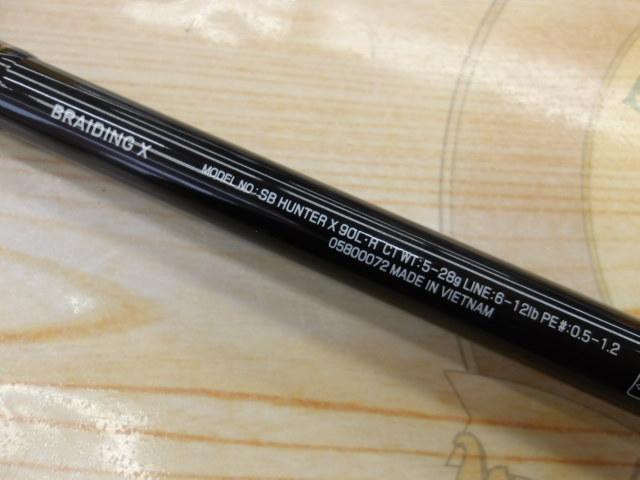 BRAIDING X
MODEL NO.: SB HUNTER X 90L・R CT WT: 5-28g LINE: 6-12lb PE#: 0.5-1.2
05800072 MADE IN VIETNAM